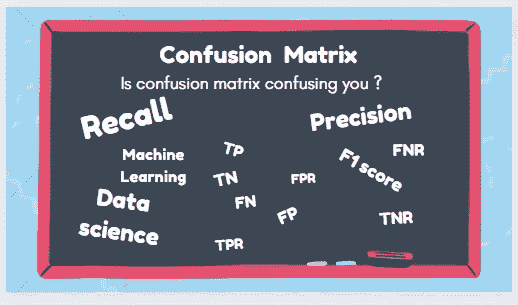 Confusion Matrix
Is confusion matrix confusing you ?
Recall
Precision
Machine
Learning
TP
FNR
F1 score
TN
FPR
Data
science
FN
FP
TNR
TPR